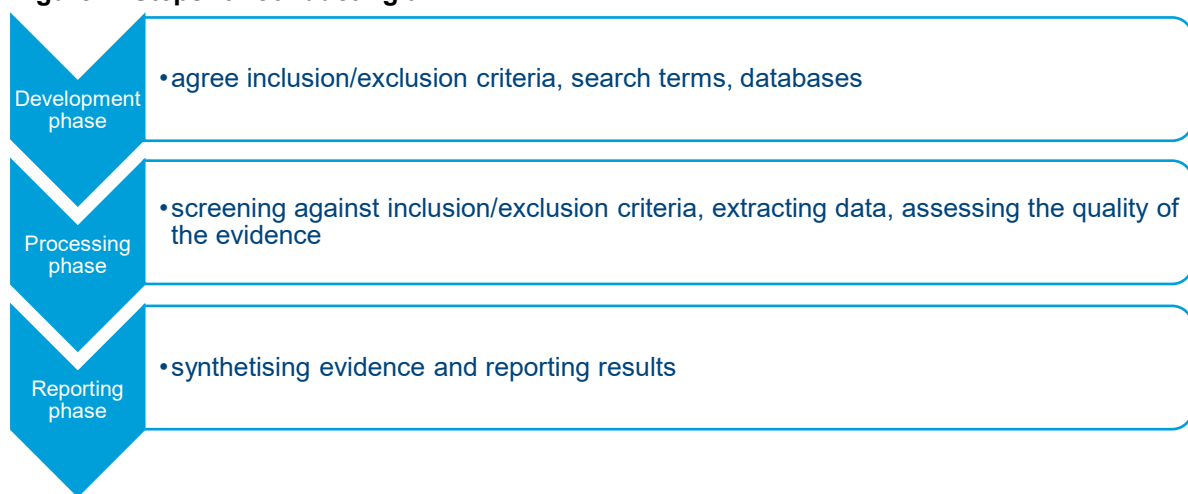 Development
phase
•agree inclusion/exclusion criteria, search terms, databases
Processing
phase
•screening against inclusion/exclusion criteria, extracting data, assessing the quality of
the evidence
Reporting
phase
•synthetising evidence and reporting results